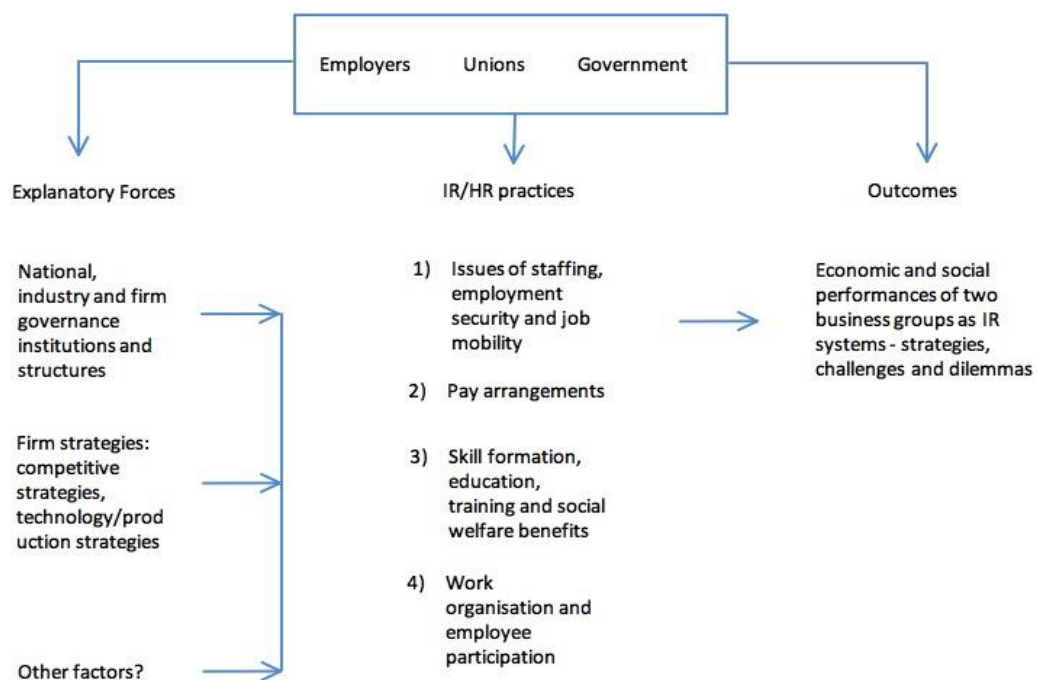 Employers Unions Government
Explanatory Forces
IR/HR practices
Outcomes
National,
industry and firm
governance
institutions and
structures
Firm strategies:
competitive
strategies,
technology/prod
uction strategies
Other factors?
1) Issues of staffing,
employment
security and job
mobility
2) Pay arrangements
3) Skill formation,
education,
training and social
welfare benefits
4) Work
organisation and
employee
participation
Economic and social
performances of two
business groups as IR
systems - strategies,
challenges and dilemmas